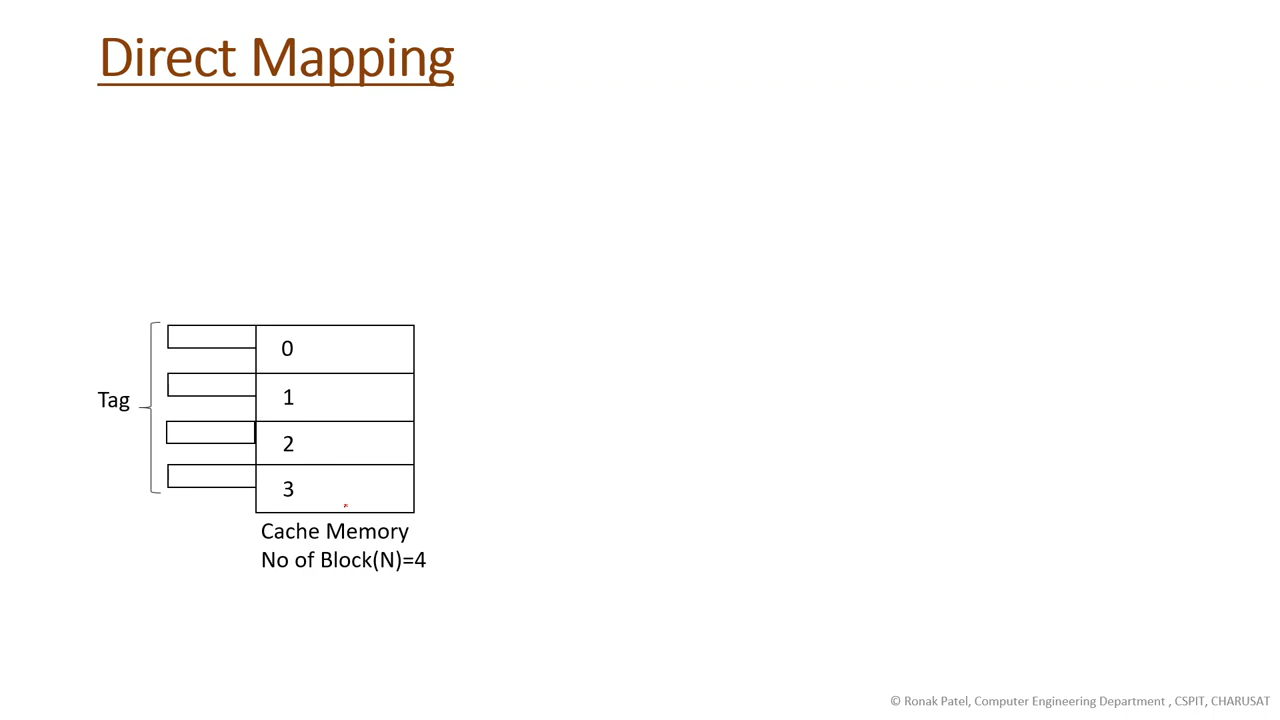 Direct Mapping
0
1
Tag
2
3
Cache Memory
No of Block(N)=4
© Ronak Patel, Computer Engineering Department , CSPIT, CHARUSAT